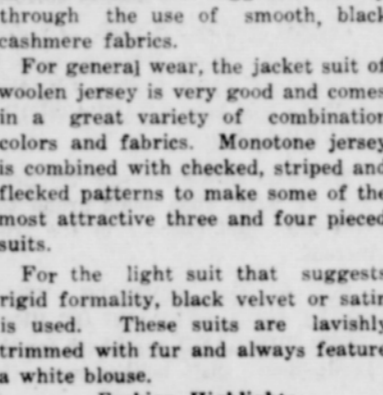 through the use of smooth, black
cashmere fabrics.
For general wear, the jacket suit of
woolen jersey is very good and comes
in a great variety of combination
colors and fabrics. Monotone jersey
is combined with checked, striped and
flecked patterns to make some of the
most attractive three and four pieced
suits.
For the light suit that suggests
rigid formality, black velvet or satin
is used. These suits are lavishly
trimmed with fur and always feature
a white blouse.